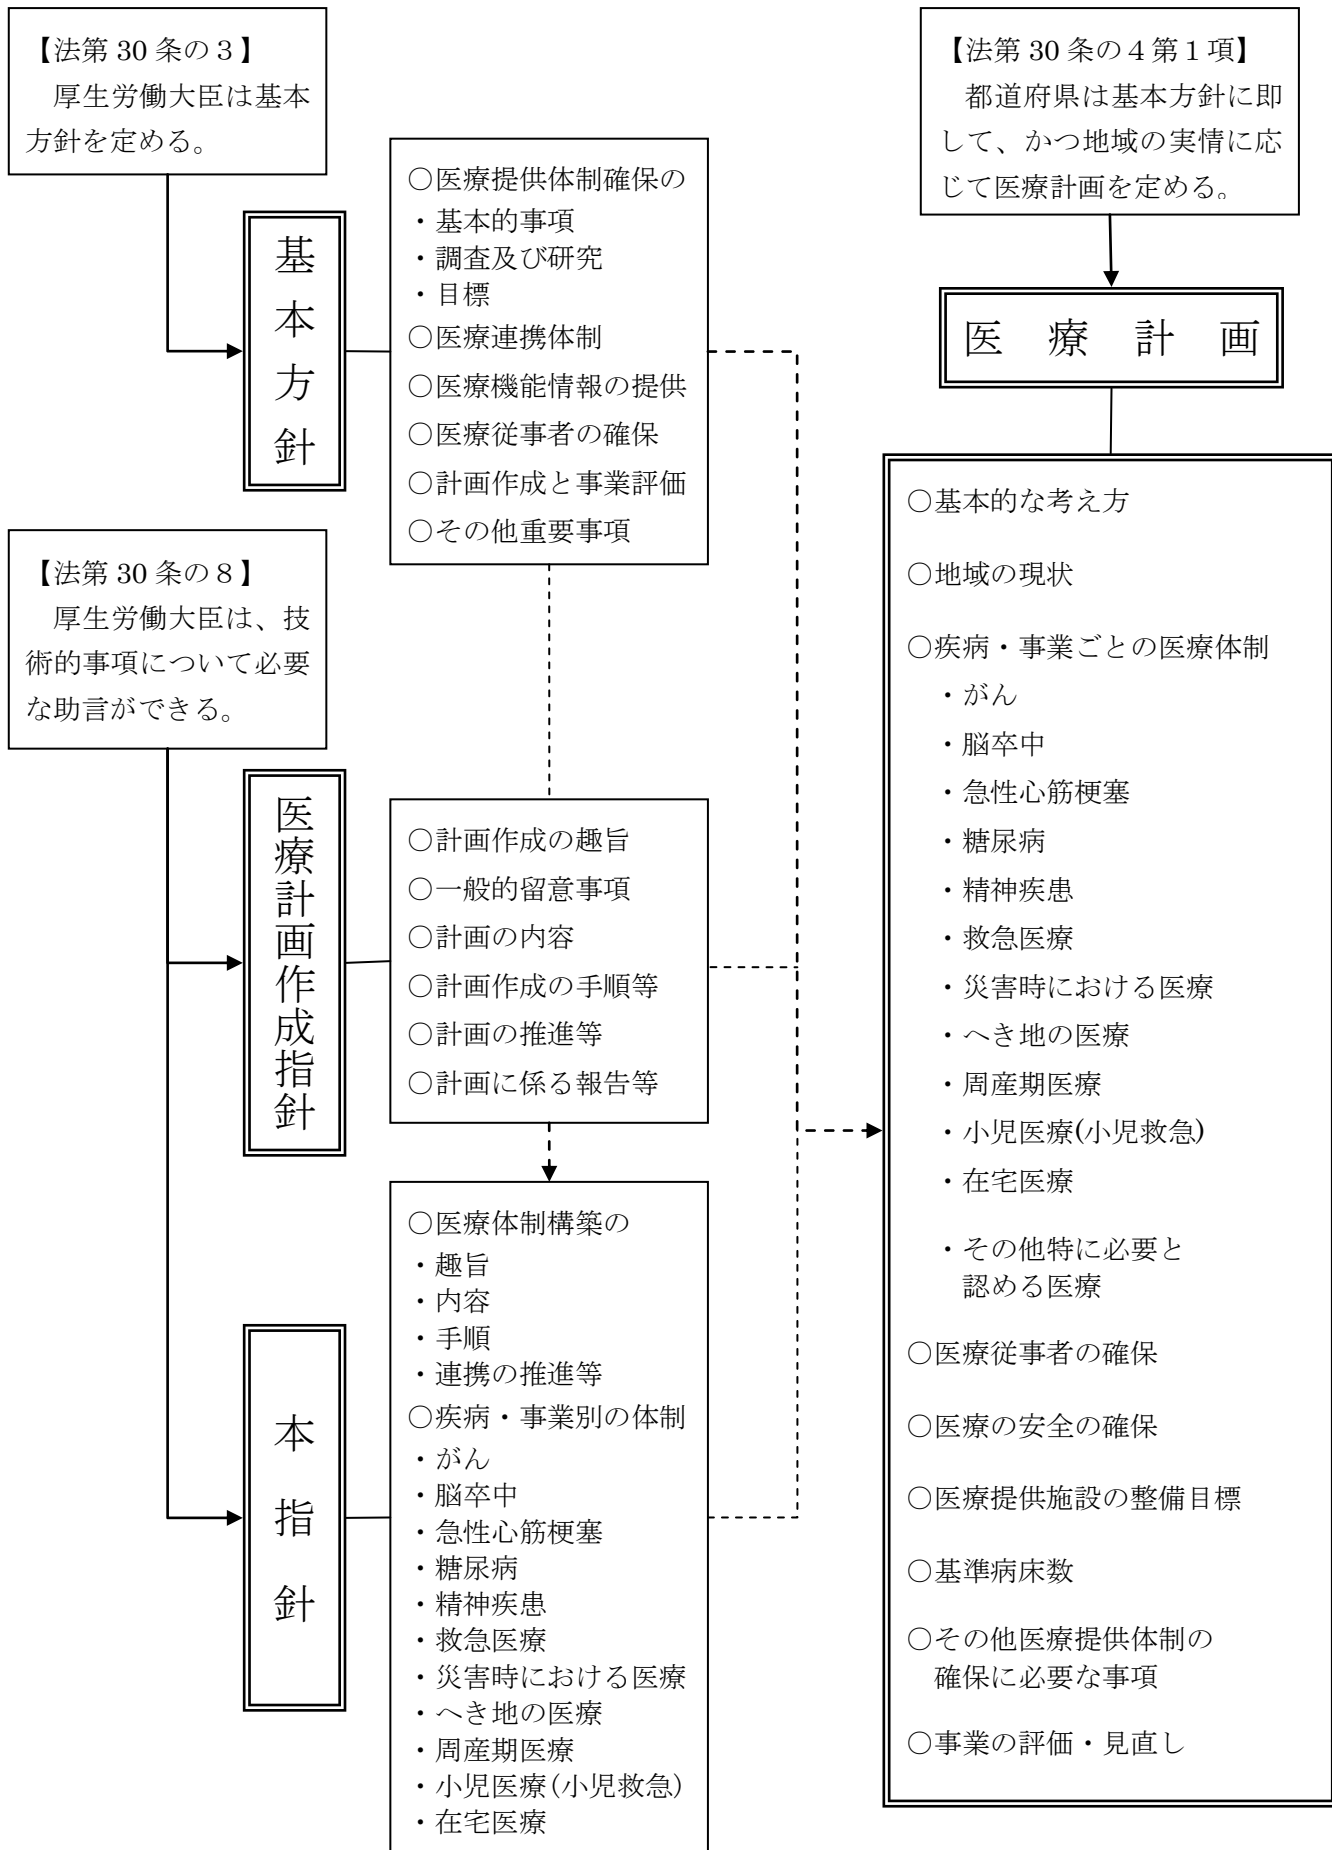 【法第 30 条の３】
厚生労働大臣は基本
方針を定める。
基本方針
○医療提供体制確保の
・基本的事項
・調査及び研究
・目標
○医療連携体制
○医療機能情報の提供
○医療従事者の確保
○計画作成と事業評価
○その他重要事項
【法第 30 条の８】
厚生労働大臣は、技
術的事項について必要
な助言ができる。
医療計画作成指針
○計画作成の趣旨
○一般的留意事項
○計画の内容
○計画作成の手順等
○計画の推進等
○計画に係る報告等
本指針
○医療体制構築の
・趣旨
・内容
・手順
・連携の推進等
○疾病・事業別の体制
・がん
・脳卒中
・急性心筋梗塞
・糖尿病
・精神疾患
・救急医療
・災害時における医療
・へき地の医療
・周産期医療
・小児医療(小児救急)
・在宅医療
【法第 30 条の４第１項】
都道府県は基本方針に即
して、かつ地域の実情に応
じて医療計画を定める。
医療計画
○基本的な考え方
○地域の現状
○疾病・事業ごとの医療体制
・がん
・脳卒中
・急性心筋梗塞
・糖尿病
・精神疾患
・救急医療
・災害時における医療
・へき地の医療
・周産期医療
・小児医療(小児救急)
・在宅医療
・その他特に必要と
認める医療
○医療従事者の確保
○医療の安全の確保
○医療提供施設の整備目標
○基準病床数
○その他医療提供体制の
確保に必要な事項
○事業の評価・見直し